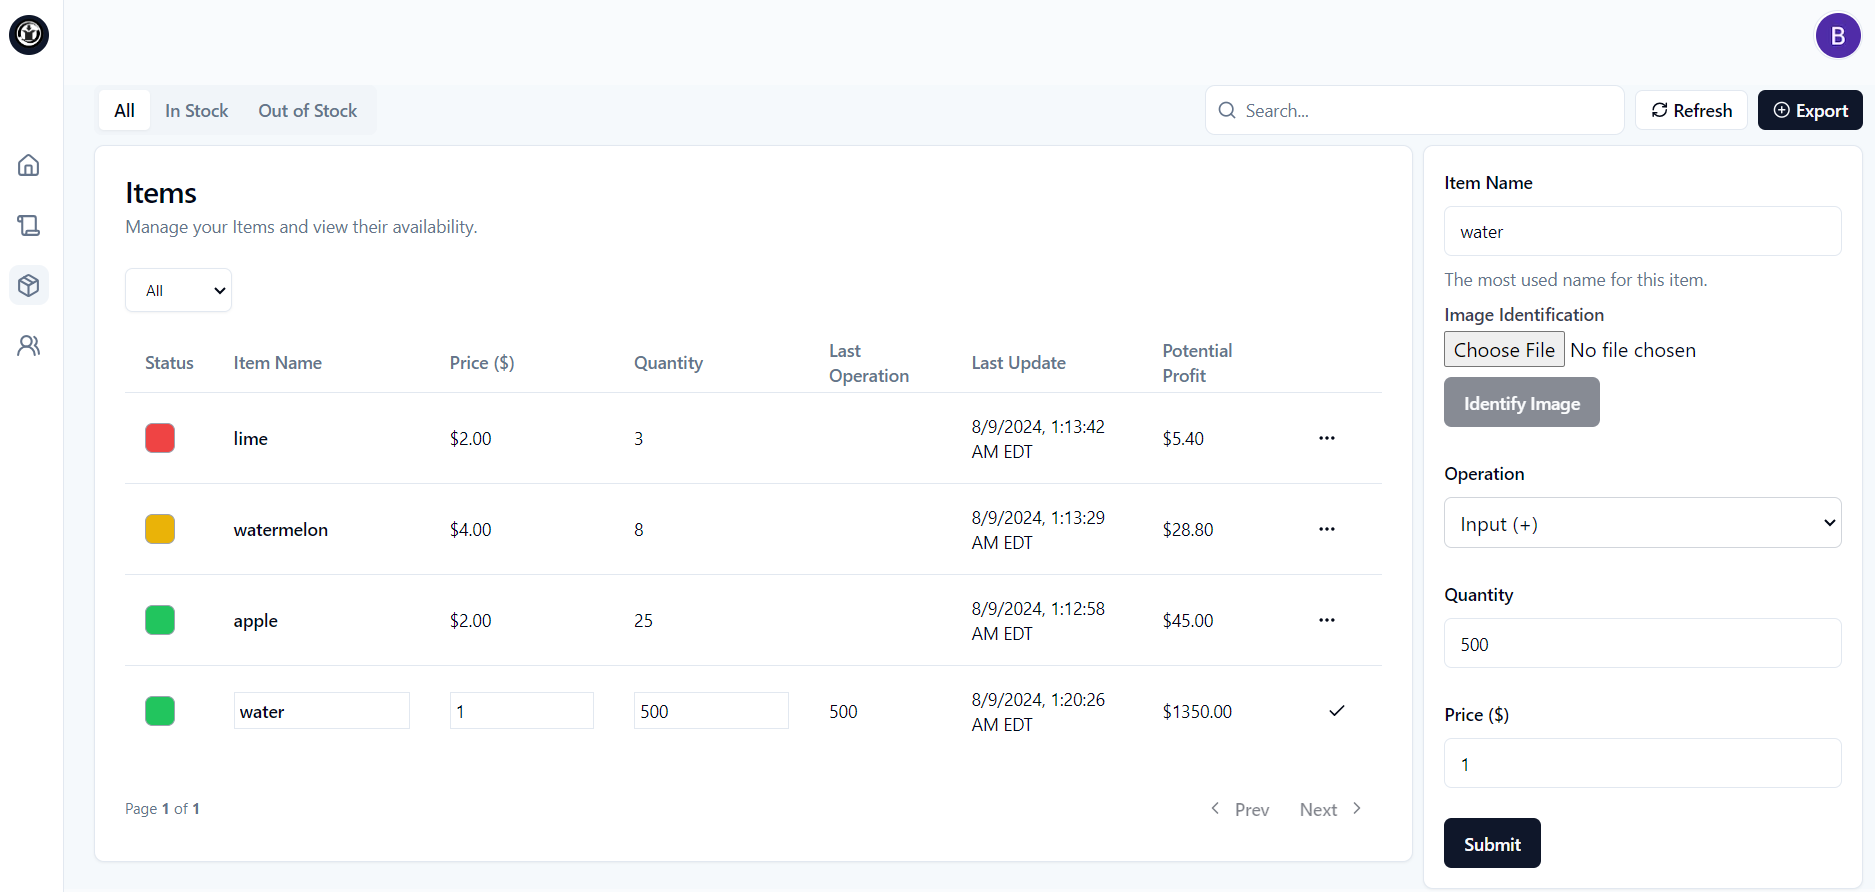 B
All In Stock Out of Stock
Search...
Refresh
Export
Items
Manage your Items and view their availability.
All
Status Item Name Price ($) Quantity Last Operation Last Update Potential Profit
lime $2.00 3 8/9/2024, 1:13:42 AM EDT $5.40 ...
watermelon $4.00 8 8/9/2024, 1:13:29 AM EDT $28.80 ...
apple $2.00 25 8/9/2024, 1:12:58 AM EDT $45.00 ...
water 1 500 500 8/9/2024, 1:20:26 AM EDT $1350.00
Page 1 of 1
Prev Next
Item Name
water
The most used name for this item.
Image Identification
Choose File No file chosen
Identify Image
Operation
Input (+)
Quantity
500
Price ($)
1
Submit